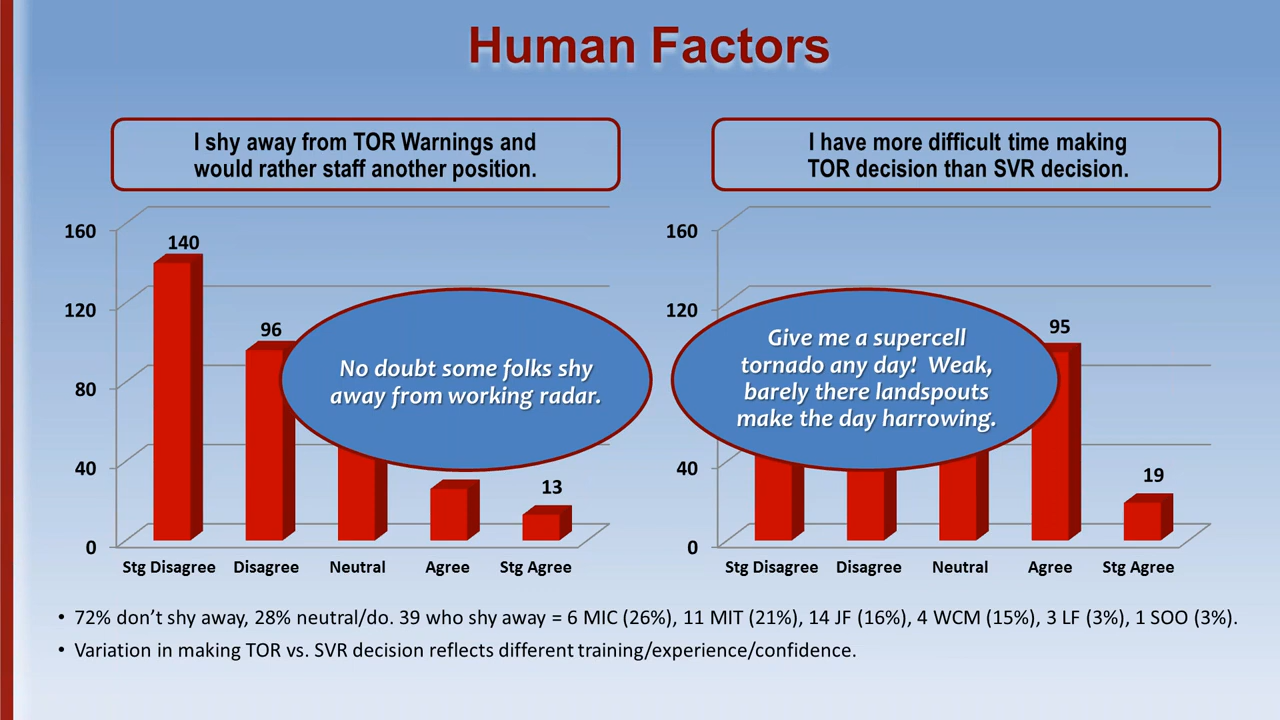 Human Factors
I shy away from TOR Warnings and
would rather staff another position.
I have more difficult time making
TOR decision than SVR decision.
160
120
80
40
0
140
96
13
Stg Disagree Disagree Neutral Agree Stg Agree
No doubt some folks shy
away from working radar.
160
120
40
0
95
19
Stg Disagree Disagree Neutral Agree Stg Agree
Give me a supercell
tornado any day! Weak,
barely there landspouts
make the day harrowing.
• 72% don’t shy away, 28% neutral/do. 39 who shy away = 6 MIC (26%), 11 MIT (21%), 14 JF (16%), 4 WCM (15%), 3 LF (3%), 1 SOO (3%).
• Variation in making TOR vs. SVR decision reflects different training/experience/confidence.